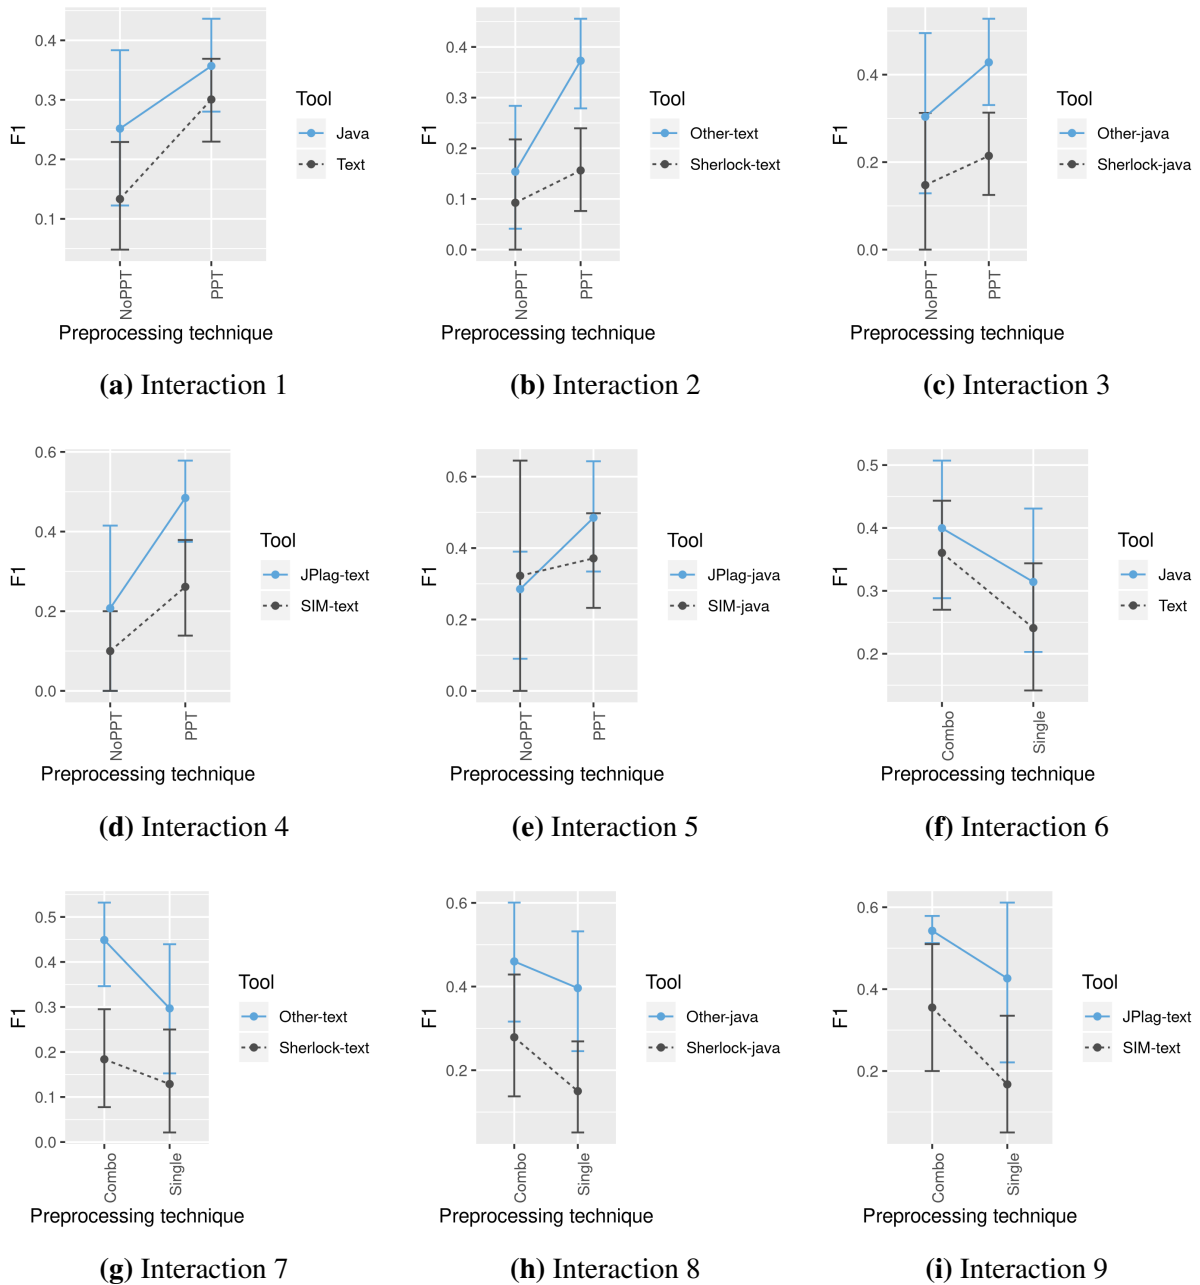 0.4
0.3
0.2
0.1
F1
NoPPT
PPT
Preprocessing technique
Tool
Java
Text
(a) Interaction 1
0.4
0.3
0.2
0.1
0.0
F1
NoPPT
PPT
Preprocessing technique
Tool
Other-text
Sherlock-text
(b) Interaction 2
0.4
0.2
0.0
F1
NoPPT
PPT
Preprocessing technique
Tool
Other-java
Sherlock-java
(c) Interaction 3
0.6
0.4
0.2
0.0
F1
NoPPT
PPT
Preprocessing technique
Tool
JPlag-text
SIM-text
(d) Interaction 4
0.6
0.4
0.2
0.0
F1
NoPPT
PPT
Preprocessing technique
Tool
JPlag-java
SIM-java
(e) Interaction 5
0.5
0.4
0.3
0.2
F1
Combo
Single
Preprocessing technique
Tool
Java
Text
(f) Interaction 6
0.5
0.4
0.3
0.2
0.1
0.0
F1
Combo
Single
Preprocessing technique
Tool
Other-text
Sherlock-text
(g) Interaction 7
0.6
0.4
0.2
F1
Combo
Single
Preprocessing technique
Tool
Other-java
Sherlock-java
(h) Interaction 8
0.6
0.4
0.2
F1
Combo
Single
Preprocessing technique
Tool
JPlag-text
SIM-text
(i) Interaction 9